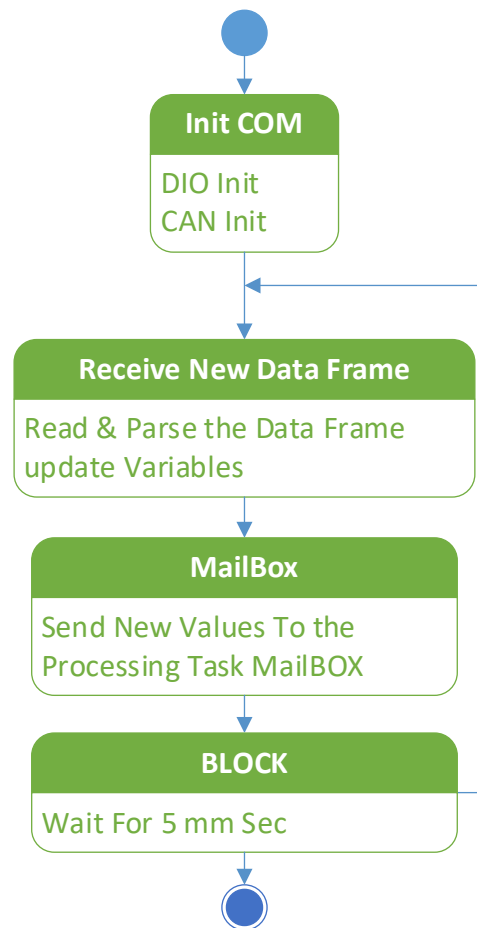 Init COM
DIO Init
CAN Init
Receive New Data Frame
Read & Parse the Data Frame
update Variables
MailBox
Send New Values To the
Processing Task MailBOX
BLOCK
Wait For 5 mm Sec